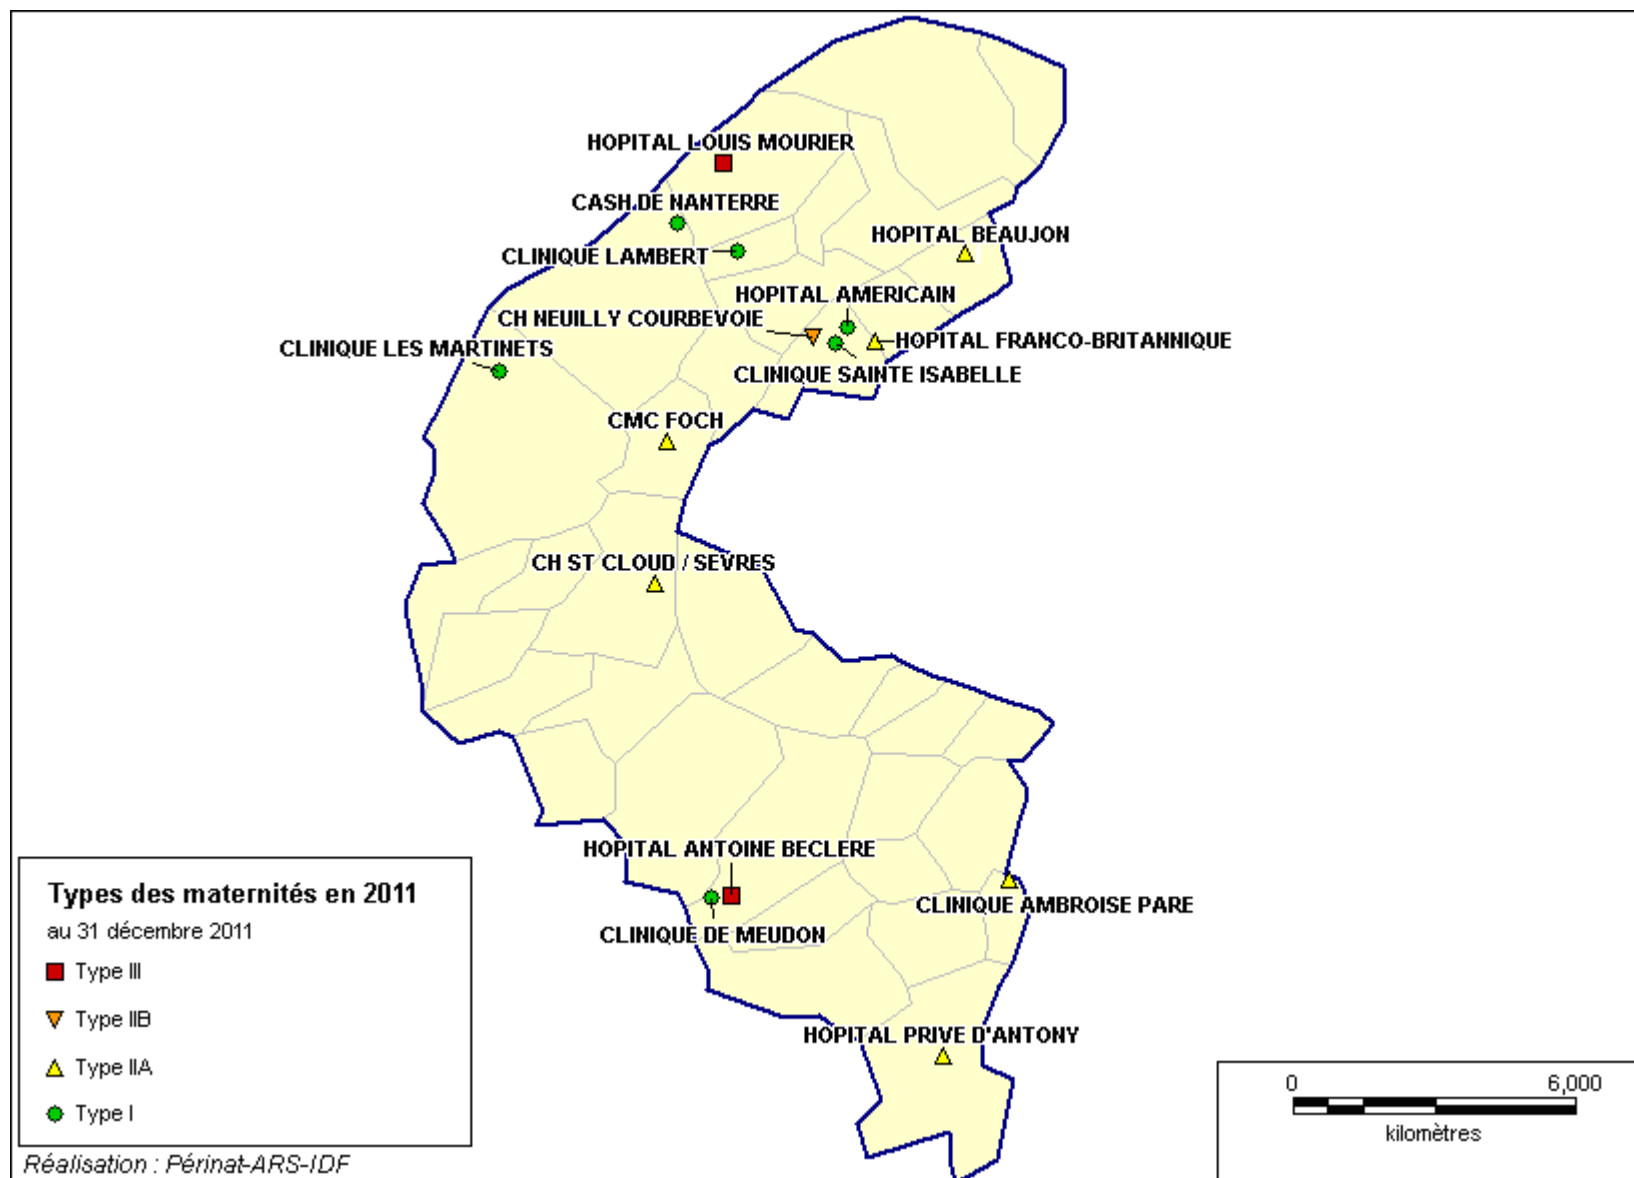 HOPITAL LOUIS MOURIER
CASH DE NANTERRE
HOPITAL BEAUJON
CLINIQUE LAMBERT
HOPITAL AMERICAIN
CH NEUILLY COURBEVOIE
HOPITAL FRANCO-BRITANNIQUE
CLINIQUE LES MARTINETS
CLINIQUE SAINTE ISABELLE
CMC FOCH
CH ST CLOUD / SEVRES
HOPITAL ANTOINE BECLERE
CLINIQUE AMBROISE PARE
CLINIQUE DE MEUDON
HOPITAL PRIVE D'ANTONY
Types des maternités en 2011
au 31 décembre 2011
Type III
Type IIB
Type IIA
Type I
0 6,000
kilomètres
Réalisation : Périnat-ARS-IDF